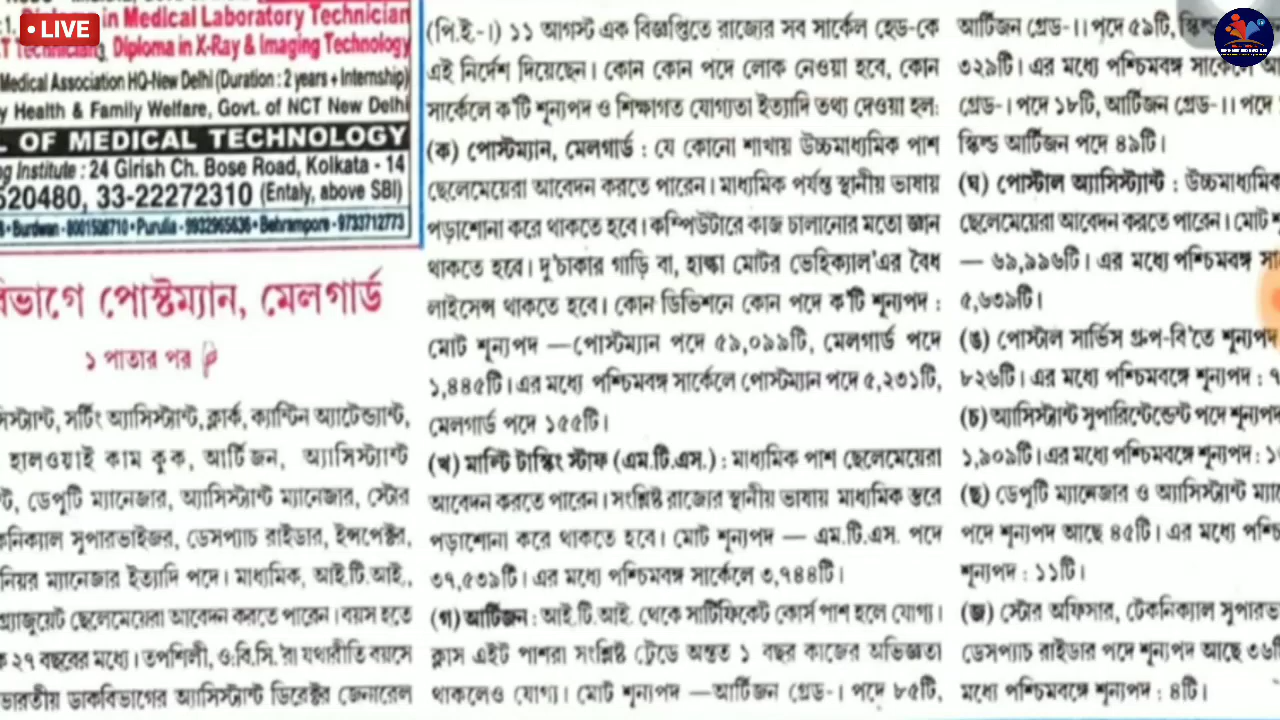 LIVE
in Medical Laboratory Technician
Diploma in X-Ray & Imaging Technology
Medical Association HQ-New Delhi (Duration : 2 years + Internship)
y Health & Family Welfare, Govt. of NCT New Delhi
L OF MEDICAL TECHNOLOGY
Institute : 24 Girish Ch. Bose Road, Kolkata - 14
520480, 33-22272310 (Entaly, above SBI)
Burdwan - 8001508710 • Purulia - 9932965636 • Behrampore - 9733712773
বিভাগে পোস্টম্যান, মেলগার্ড
১ পাতার পর
সিস্ট্যান্ট, সর্টিং অ্যাসিস্ট্যান্ট, ক্লার্ক, ক্যান্টিন অ্যাটেন্ড্যান্ট,
হালওয়াই কাম কুক, আর্টিজন, অ্যাসিস্ট্যান্ট
ন্ট, ডেপুটি ম্যানেজার, অ্যাসিস্ট্যান্ট ম্যানেজার, স্টোর
কনিক্যাল সুপারভাইজর, ডেসপ্যাচ রাইডার, ইন্সপেক্টর,
নিয়র ম্যানেজার ইত্যাদি পদে। মাধ্যমিক, আই.টি.আই.,
গ্র্যাজুয়েট ছেলেমেয়েরা আবেদন করতে পারেন। বয়স হতে
২৭ বছরের মধ্যে। তপশিলী, ও.বি.সি.'রা যথারীতি বয়সে
ভারতীয় ডাকবিভাগের অ্যাসিস্ট্যান্ট ডিরেক্টর জেনারেল
(পি.ই.-।) ১১ আগস্ট এক বিজ্ঞপ্তিতে রাজ্যের সব সার্কেল হেড-কে
এই নির্দেশ দিয়েছেন। কোন কোন পদে লোক নেওয়া হবে, কোন
সার্কেলে ক'টি শূন্যপদ ও শিক্ষাগত যোগ্যতা ইত্যাদি তথ্য দেওয়া হল:
(ক) পোস্টম্যান, মেলগার্ড : যে কোনো শাখায় উচ্চমাধ্যমিক পাশ
ছেলেমেয়েরা আবেদন করতে পারেন। মাধ্যমিক পর্যন্ত স্থানীয় ভাষায়
পড়াশোনা করে থাকতে হবে। কম্পিউটারে কাজ চালানোর মতো জ্ঞান
থাকতে হবে। দু'চাকার গাড়ি বা, হাল্কা মোটর ভেহিক্যাল'এর বৈধ
লাইসেন্স থাকতে হবে। কোন ডিভিশনে কোন পদে ক'টি শূন্যপদ :
মোট শূন্যপদ —পোস্টম্যান পদে ৫৯,০৯৯টি, মেলগার্ড পদে
১,৪৪৫টি। এর মধ্যে পশ্চিমবঙ্গ সার্কেলে পোস্টম্যান পদে ৫,২৩১টি,
মেলগার্ড পদে ১৫৫টি।
(খ) মাল্টি টাস্কিং স্টাফ (এম.টি.এস.) : মাধ্যমিক পাশ ছেলেমেয়েরা
আবেদন করতে পারেন। সংশ্লিষ্ট রাজ্যের স্থানীয় ভাষায় মাধ্যমিক স্তরে
পড়াশোনা করে থাকতে হবে। মোট শূন্যপদ — এম.টি.এস. পদে
৩৭,৫৩৯টি। এর মধ্যে পশ্চিমবঙ্গ সার্কেলে ৩,৭৪৪টি।
(গ) আর্টিজন : আই.টি.আই. থেকে সার্টিফিকেট কোর্স পাশ হলে যোগ্য।
ক্লাস এইট পাশরা সংশ্লিষ্ট ট্রেডে অন্তত ১ বছর কাজের অভিজ্ঞতা
থাকলেও যোগ্য। মোট শূন্যপদ —আর্টিজন গ্রেড-। পদে ৮৫টি,
আর্টিজন গ্রেড-।। পদে ৫৯টি, স্কিল্ড
৩২৯টি। এর মধ্যে পশ্চিমবঙ্গ সার্কেলে আ
গ্রেড-। পদে ১৮টি, আর্টিজন গ্রেড-।। পদে
স্কিল্ড আর্টিজন পদে ৪৯টি।
(ঘ) পোস্টাল অ্যাসিস্ট্যান্ট : উচ্চমাধ্যমিক
ছেলেমেয়েরা আবেদন করতে পারেন। মোট
— ৬৯,৯৯৬টি। এর মধ্যে পশ্চিমবঙ্গ সা
৫,৬৩৯টি।
(ঙ) পোস্টাল সার্ভিস গ্রুপ-বি'তে শূন্যপদ
৮২৬টি। এর মধ্যে পশ্চিমবঙ্গে শূন্যপদ : ৭
(চ) অ্যাসিস্ট্যান্ট সুপারিন্টেন্ডেন্ট পদে শূন্যপ
১,৯০৯টি। এর মধ্যে পশ্চিমবঙ্গে শূন্যপদ : ১
(ছ) ডেপুটি ম্যানেজার ও অ্যাসিস্ট্যান্ট ম্যা
পদে শূন্যপদ আছে ৪৫টি। এর মধ্যে পশ্চি
শূন্যপদ : ১১টি।
(জ) স্টোর অফিসার, টেকনিক্যাল সুপারভ
ডেসপ্যাচ রাইডার পদে শূন্যপদ আছে ৩৬টি
মধ্যে পশ্চিমবঙ্গে শূন্যপদ : ৪টি।